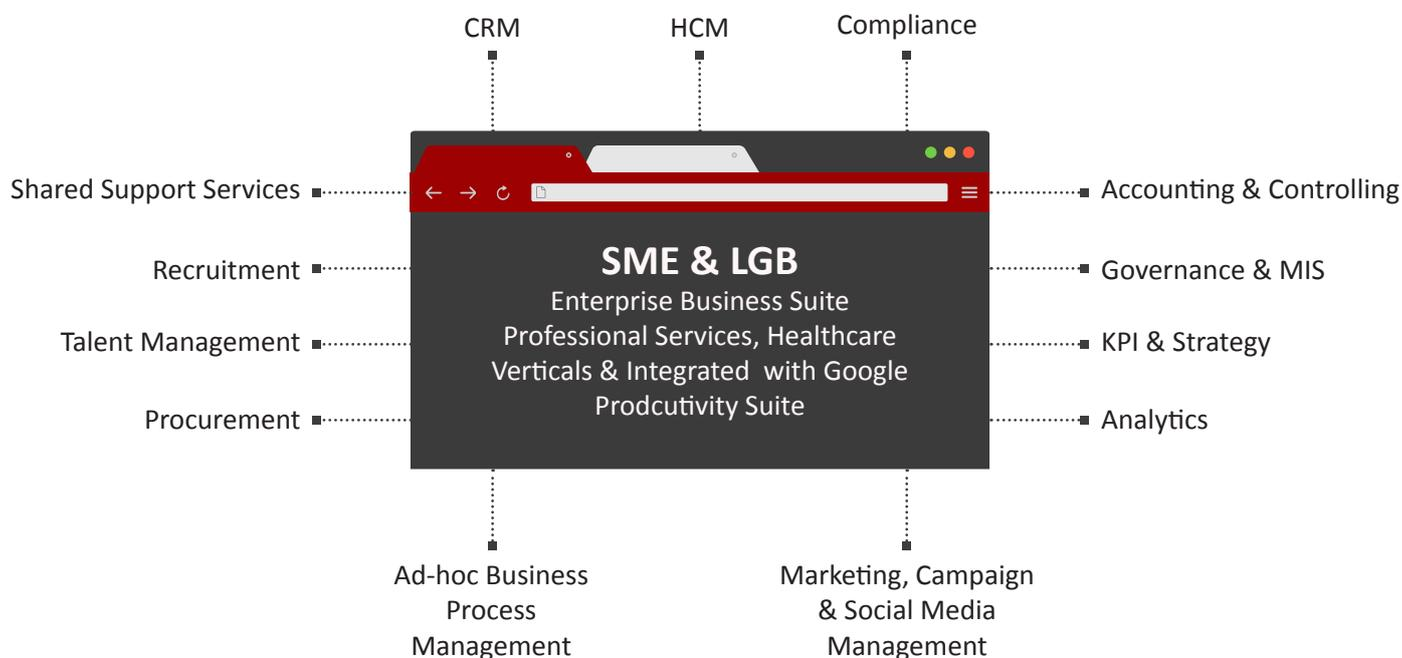 CRM
HCM
Compliance
Shared Support Services
Accounting & Controlling
Recruitment
Governance & MIS
Talent Management
KPI & Strategy
Procurement
Analytics
SME & LGB
Enterprise Business Suite
Professional Services, Healthcare
Verticals & Integrated  with Google
Prodcutivity Suite
Ad-hoc Business
Process
Management
Marketing, Campaign
& Social Media
Management